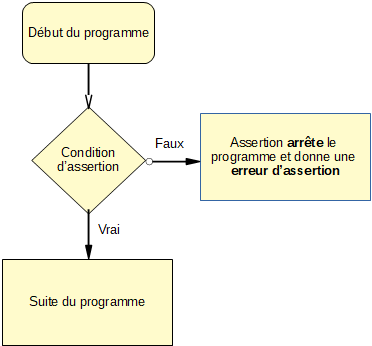 Début du programme
Condition
d'assertion
Faux
Assertion arrête le
programme et donne une
erreur d'assertion
Vrai
Suite du programme